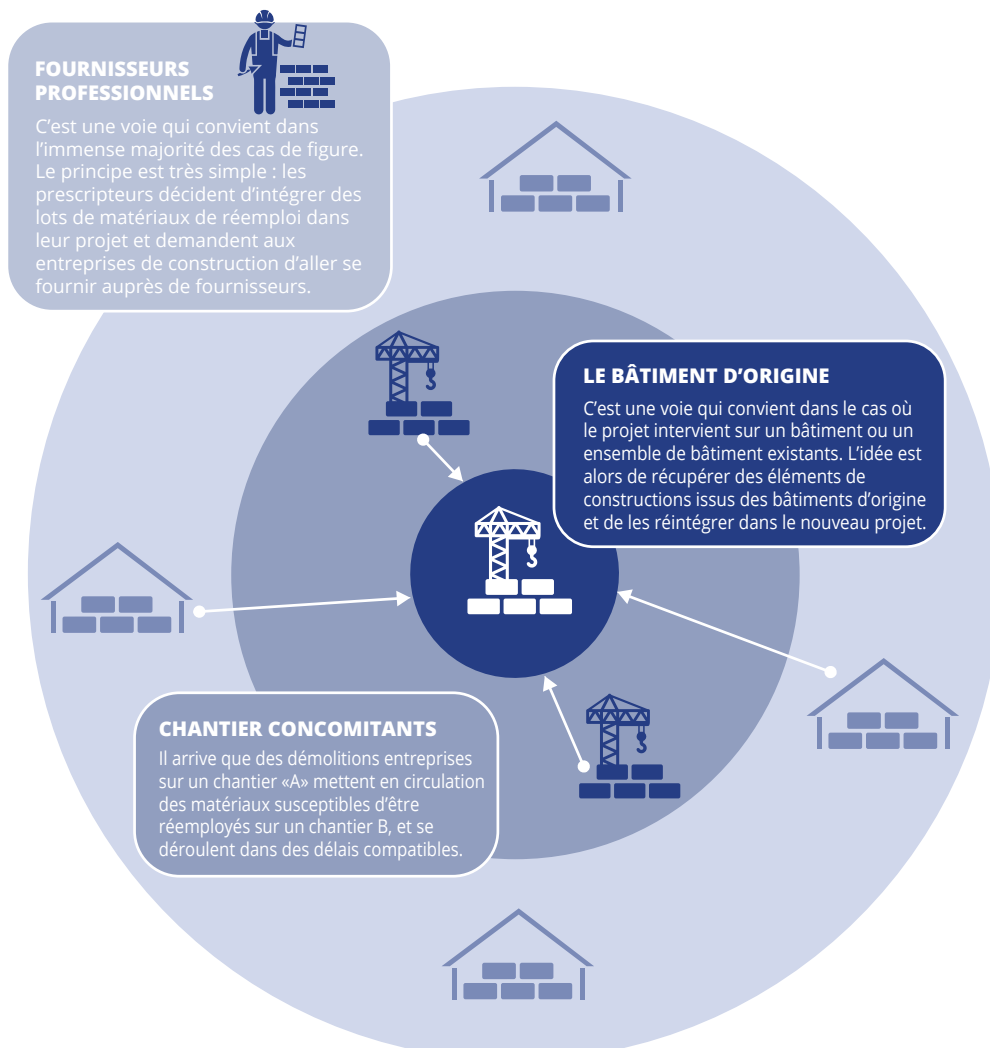 FOURNISSEURS
PROFESSIONNELS
C’est une voie qui convient dans
l’immense majorité des cas de figure.
Le principe est très simple : les
prescripteurs décident d’intégrer des
lots de matériaux de réemploi dans
leur projet et demandent aux
entreprises de construction d’aller se
fournir auprès de fournisseurs.
LE BÂTIMENT D’ORIGINE
C’est une voie qui convient dans le cas où
le projet intervient sur un bâtiment ou un
ensemble de bâtiment existants. L’idée est
alors de récupérer des éléments de
constructions issus des bâtiments d’origine
et de les réintégrer dans le nouveau projet.
CHANTIER CONCOMITANTS
Il arrive que des démolitions entreprises
sur un chantier «A» mettent en circulation
des matériaux susceptibles d’être
réemployés sur un chantier B, et se
déroulent dans des délais compatibles.